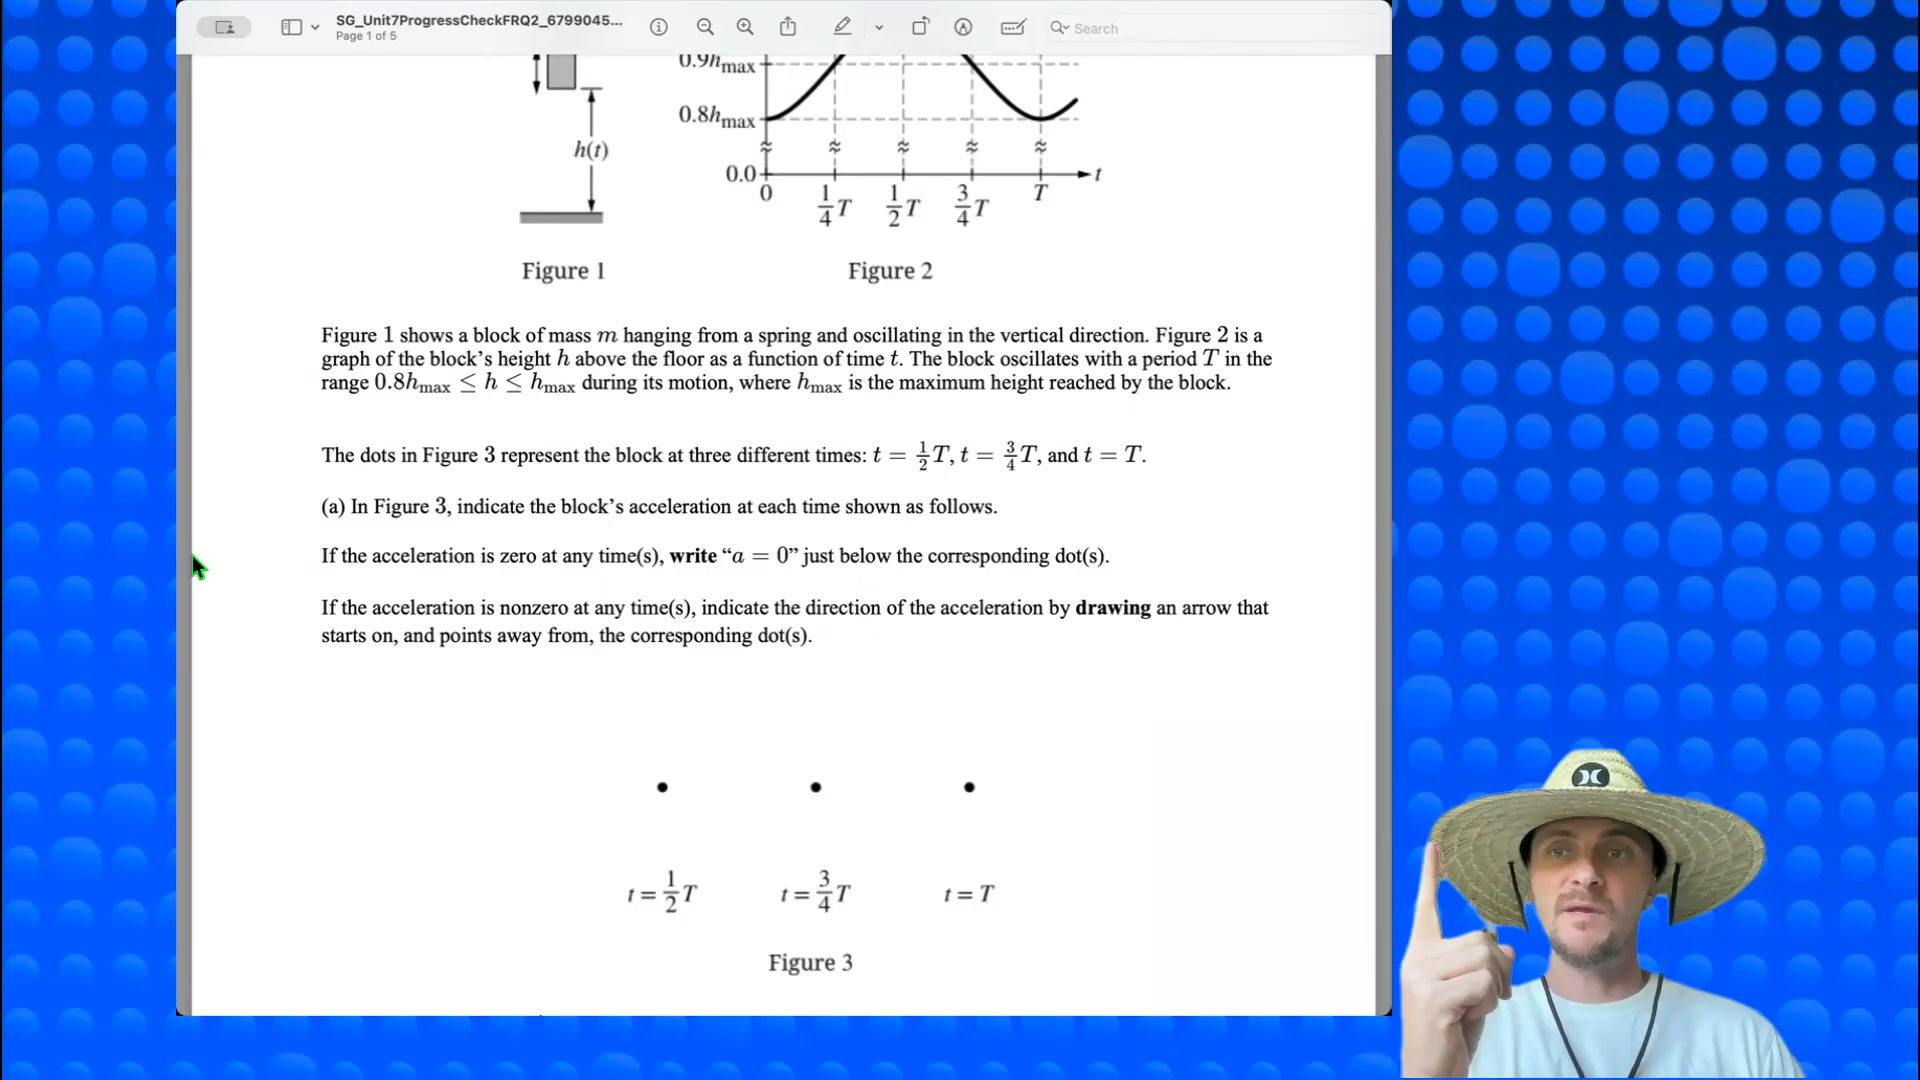 SG_Unit7ProgressCheckFRQ2_6799045...
Page 1 of 5
Search
0.9hmax
0.8hmax
h(t)
0.0
t
0 1/4 T 1/2 T 3/4 T T
Figure 1
Figure 2
Figure 1 shows a block of mass m hanging from a spring and oscillating in the vertical direction. Figure 2 is a
graph of the block's height h above the floor as a function of time t. The block oscillates with a period T in the
range 0.8hmax ≤ h ≤ hmax during its motion, where hmax is the maximum height reached by the block.
The dots in Figure 3 represent the block at three different times: t = 1/2 T, t = 3/4 T, and t = T.
(a) In Figure 3, indicate the block's acceleration at each time shown as follows.
If the acceleration is zero at any time(s), write “a = 0” just below the corresponding dot(s).
If the acceleration is nonzero at any time(s), indicate the direction of the acceleration by drawing an arrow that
starts on, and points away from, the corresponding dot(s).
t = 1/2 T
t = 3/4 T
t = T
Figure 3